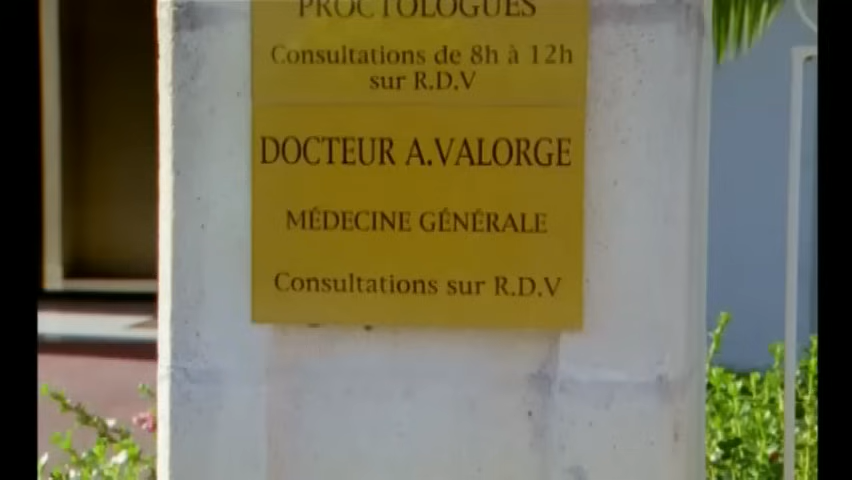 PROCTOLOGUES
Consultations de 8h à 12h
sur R.D.V
DOCTEUR A.VALORGE
MÉDECINE GÉNÉRALE
Consultations sur R.D.V